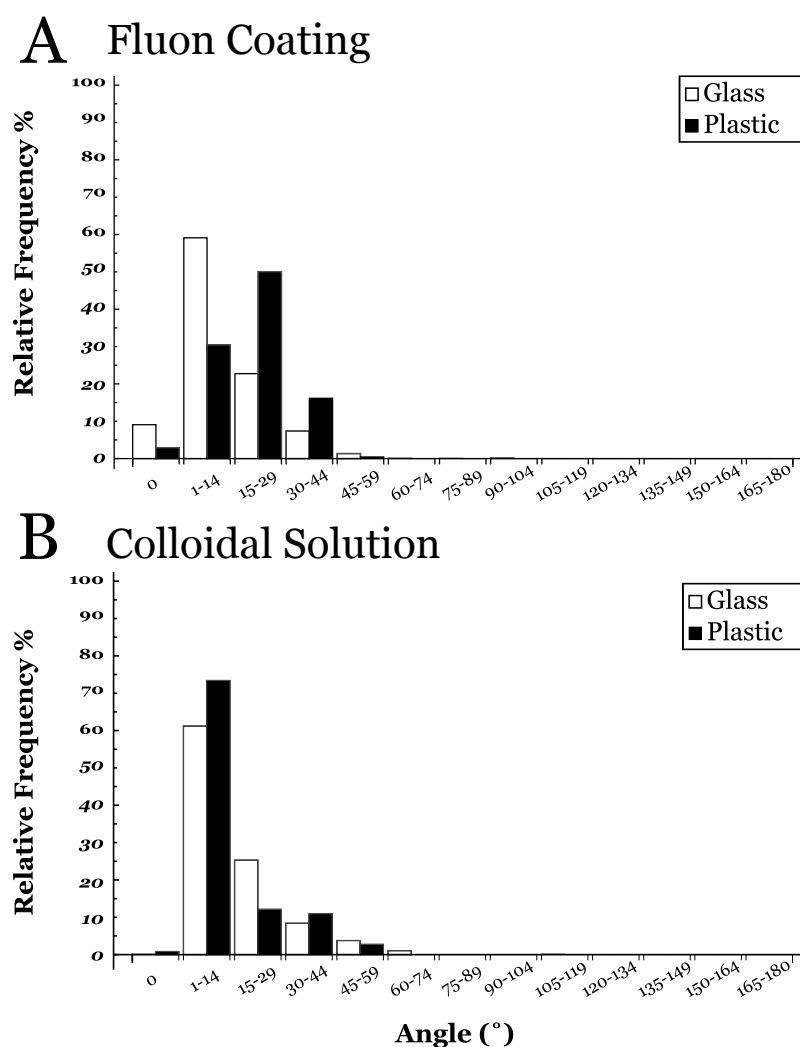 A Fluon Coating
Glass
Plastic
Relative Frequency %
100
90
80
70
60
50
40
30
20
10
0
0 1-14 15-29 30-44 45-59 60-74 75-89 90-104 105-119 120-134 135-149 150-164 165-180
B Colloidal Solution
Glass
Plastic
Relative Frequency %
100
90
80
70
60
50
40
30
20
10
0
0 1-14 15-29 30-44 45-59 60-74 75-89 90-104 105-119 120-134 135-149 150-164 165-180
Angle (°)